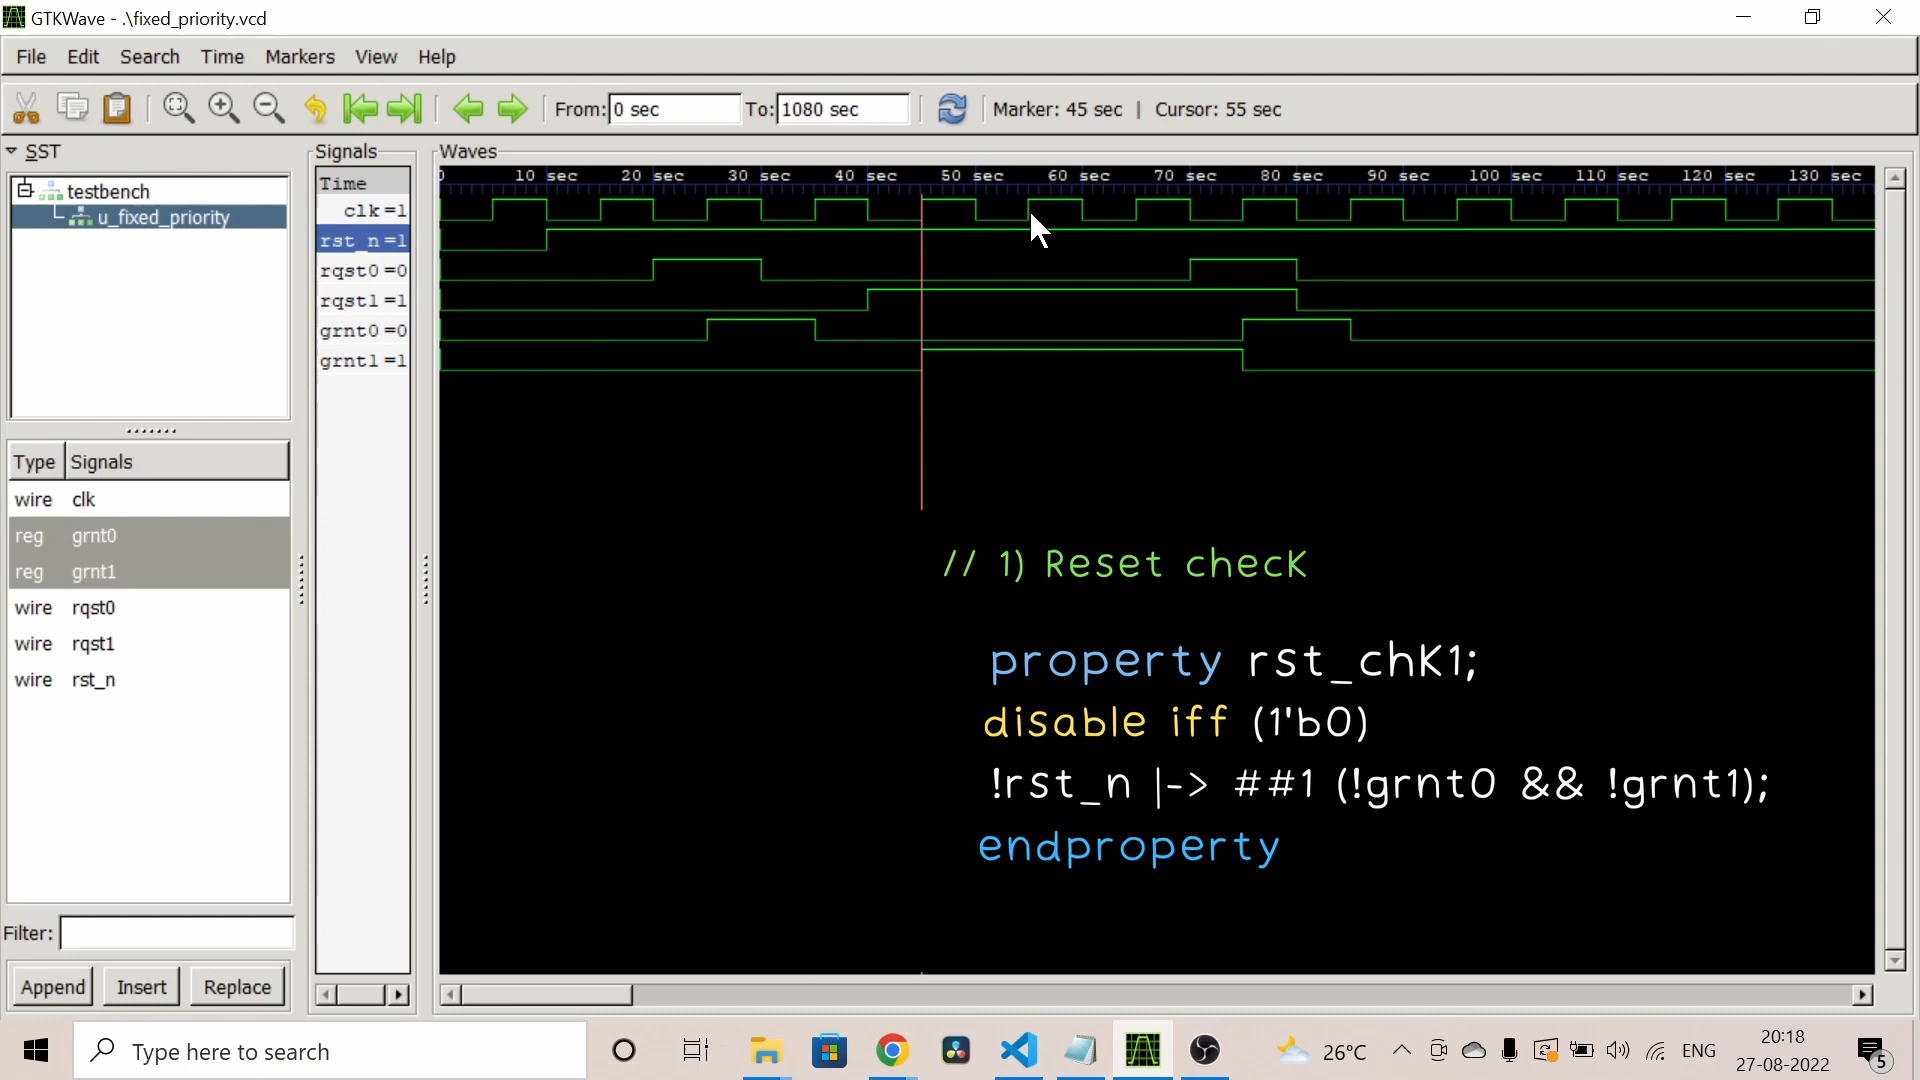 GTKWave - .\fixed_priority.vcd
File Edit Search Time Markers View Help
From: 0 sec To: 1080 sec Marker: 45 sec | Cursor: 55 sec
SST
testbench
u_fixed_priority
Type Signals
wire clk
reg grnt0
reg grnt1
wire rqst0
wire rqst1
wire rst_n
Filter:
Append Insert Replace
Signals
Time
clk=1
rst_n=1
rqst0=0
rqst1=1
grnt0=0
grnt1=1
Waves
0 10 sec 20 sec 30 sec 40 sec 50 sec 60 sec 70 sec 80 sec 90 sec 100 sec 110 sec 120 sec 130 sec
// 1) Reset check
property rst_chk1;
disable iff (1'b0)
!rst_n |-> ##1 (!grnt0 && !grnt1);
endproperty
Type here to search
26°C
ENG
20:18
27-08-2022
5